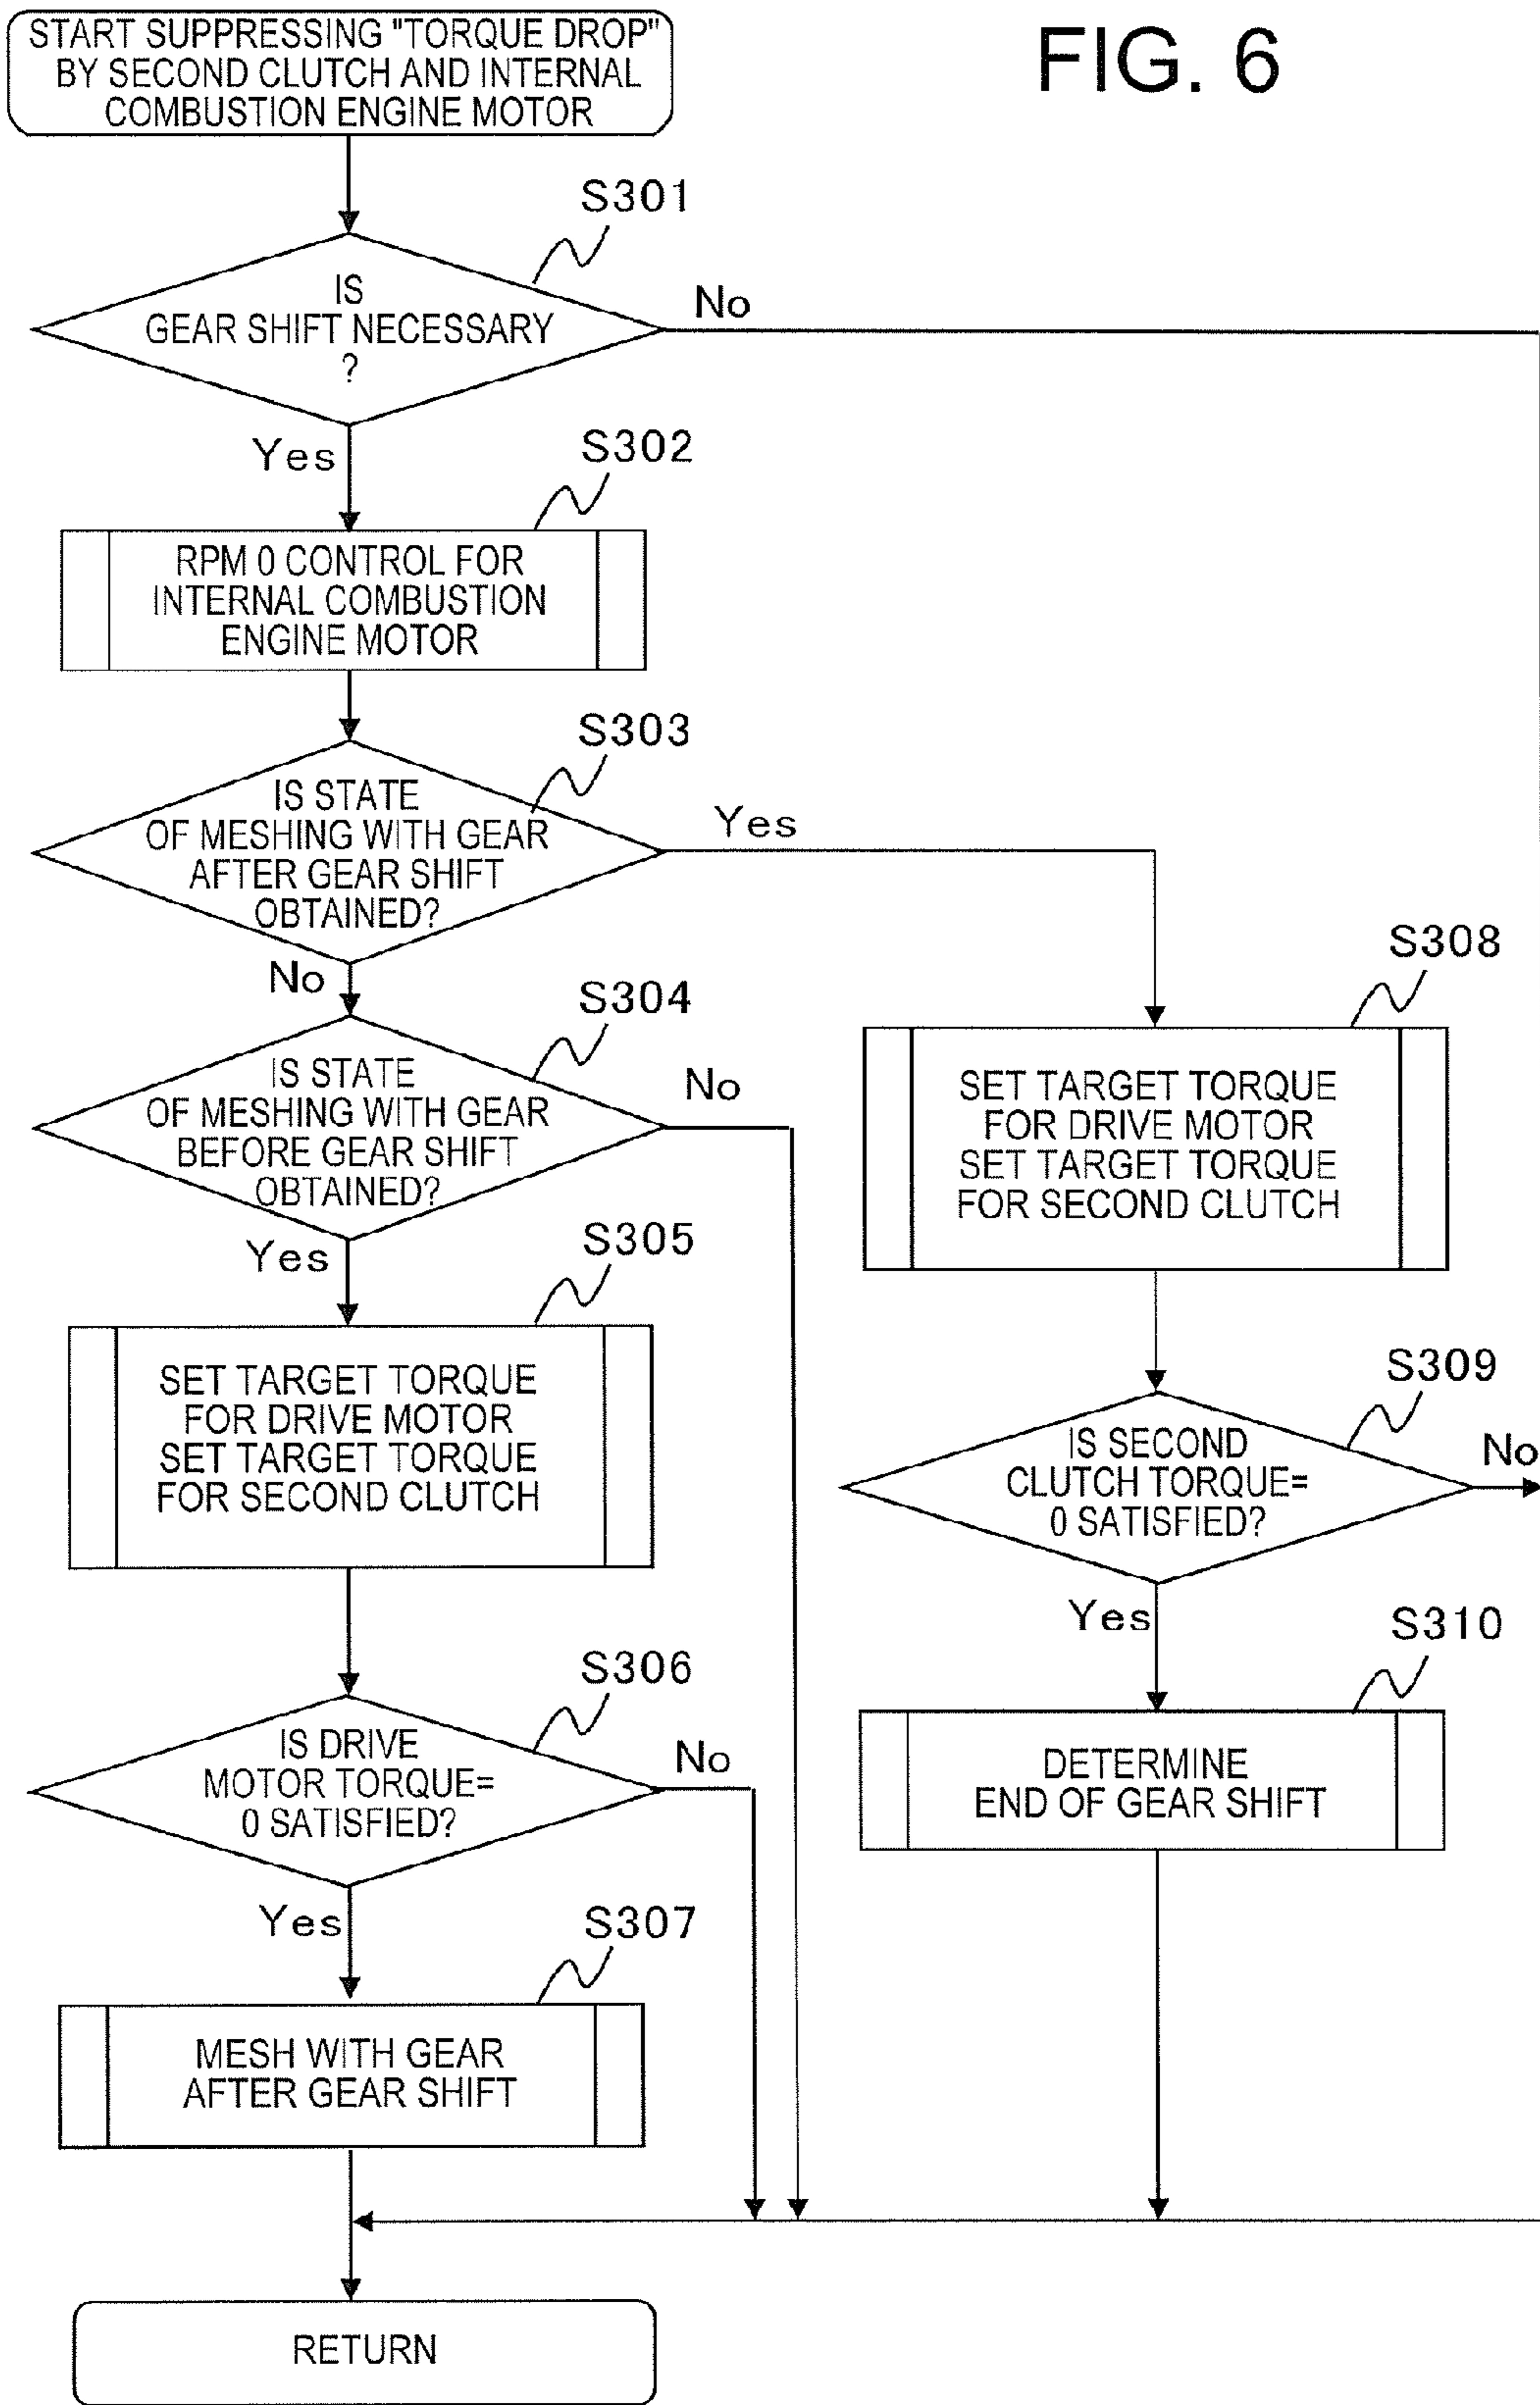 FIG. 6
START SUPPRESSING "TORQUE DROP"
BY SECOND CLUTCH AND INTERNAL
COMBUSTION ENGINE MOTOR
S301
IS
GEAR SHIFT NECESSARY
?
No
Yes
S302
RPM 0 CONTROL FOR
INTERNAL COMBUSTION
ENGINE MOTOR
S303
IS STATE
OF MESHING WITH GEAR
AFTER GEAR SHIFT
OBTAINED?
Yes
No
S304
IS STATE
OF MESHING WITH GEAR
BEFORE GEAR SHIFT
OBTAINED?
No
Yes
S305
SET TARGET TORQUE
FOR DRIVE MOTOR
SET TARGET TORQUE
FOR SECOND CLUTCH
S306
IS DRIVE
MOTOR TORQUE=
0 SATISFIED?
No
Yes
S307
MESH WITH GEAR
AFTER GEAR SHIFT
S308
SET TARGET TORQUE
FOR DRIVE MOTOR
SET TARGET TORQUE
FOR SECOND CLUTCH
S309
IS SECOND
CLUTCH TORQUE=
0 SATISFIED?
No
Yes
S310
DETERMINE
END OF GEAR SHIFT
RETURN